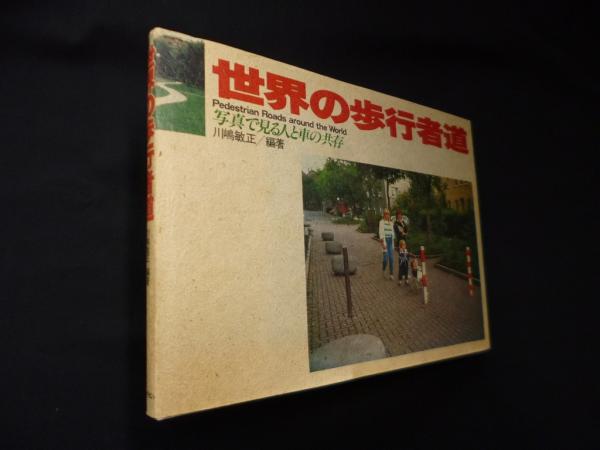 世界の歩行者道
Pedestrian Roads around the World
写真で見る人と車の共存
川嶋敏正／編著
世界の歩行者道